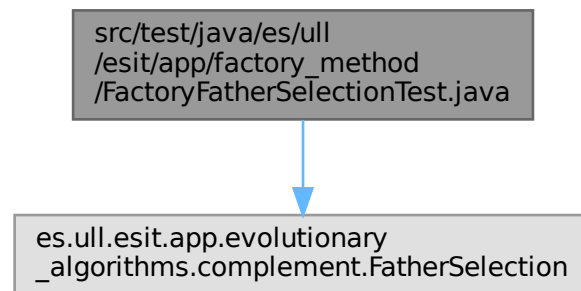 src/test/java/es/ull
/esit/app/factory_method
/FactoryFatherSelectionTest.java
es.ull.esit.app.evolutionary
_algorithms.complement.FatherSelection